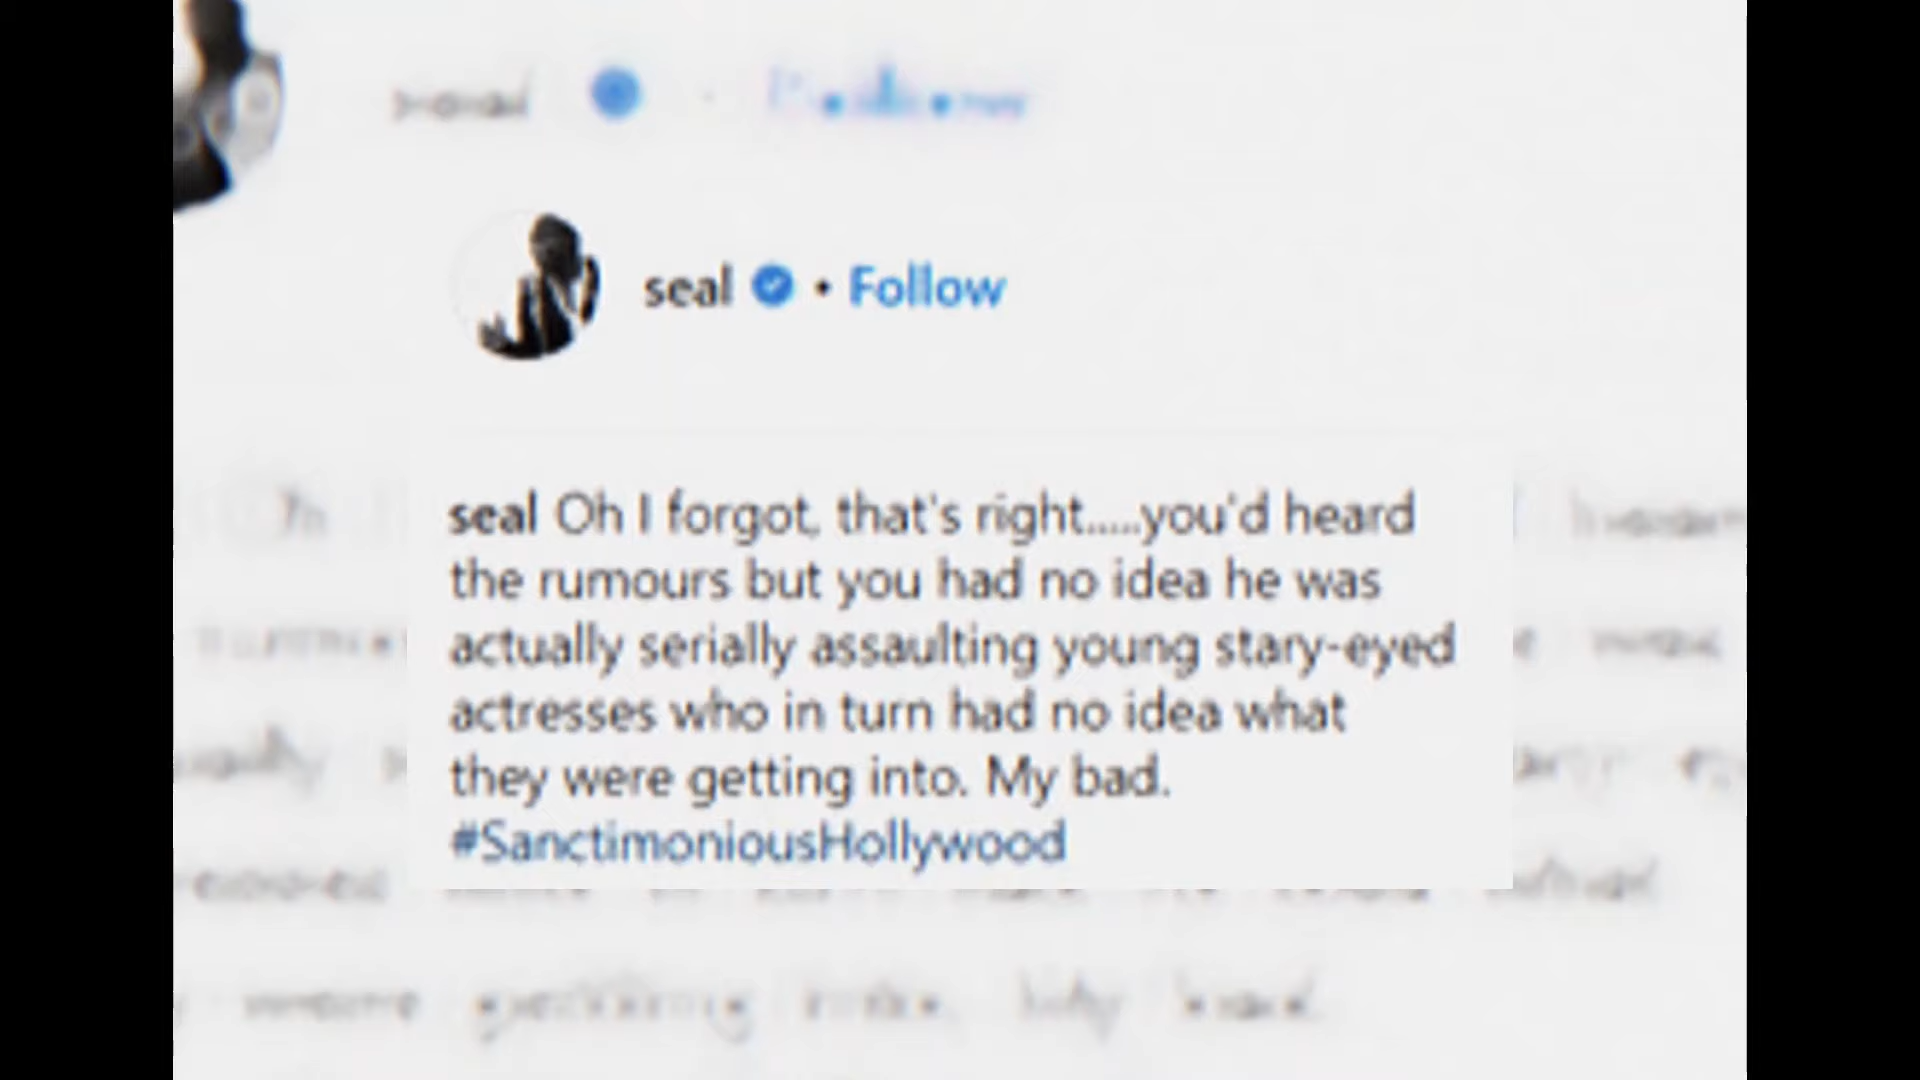 seal • Follow
seal Oh I forgot, that's right.....you'd heard
the rumours but you had no idea he was
actually serially assaulting young stary-eyed
actresses who in turn had no idea what
they were getting into. My bad.
#SanctimoniousHollywood